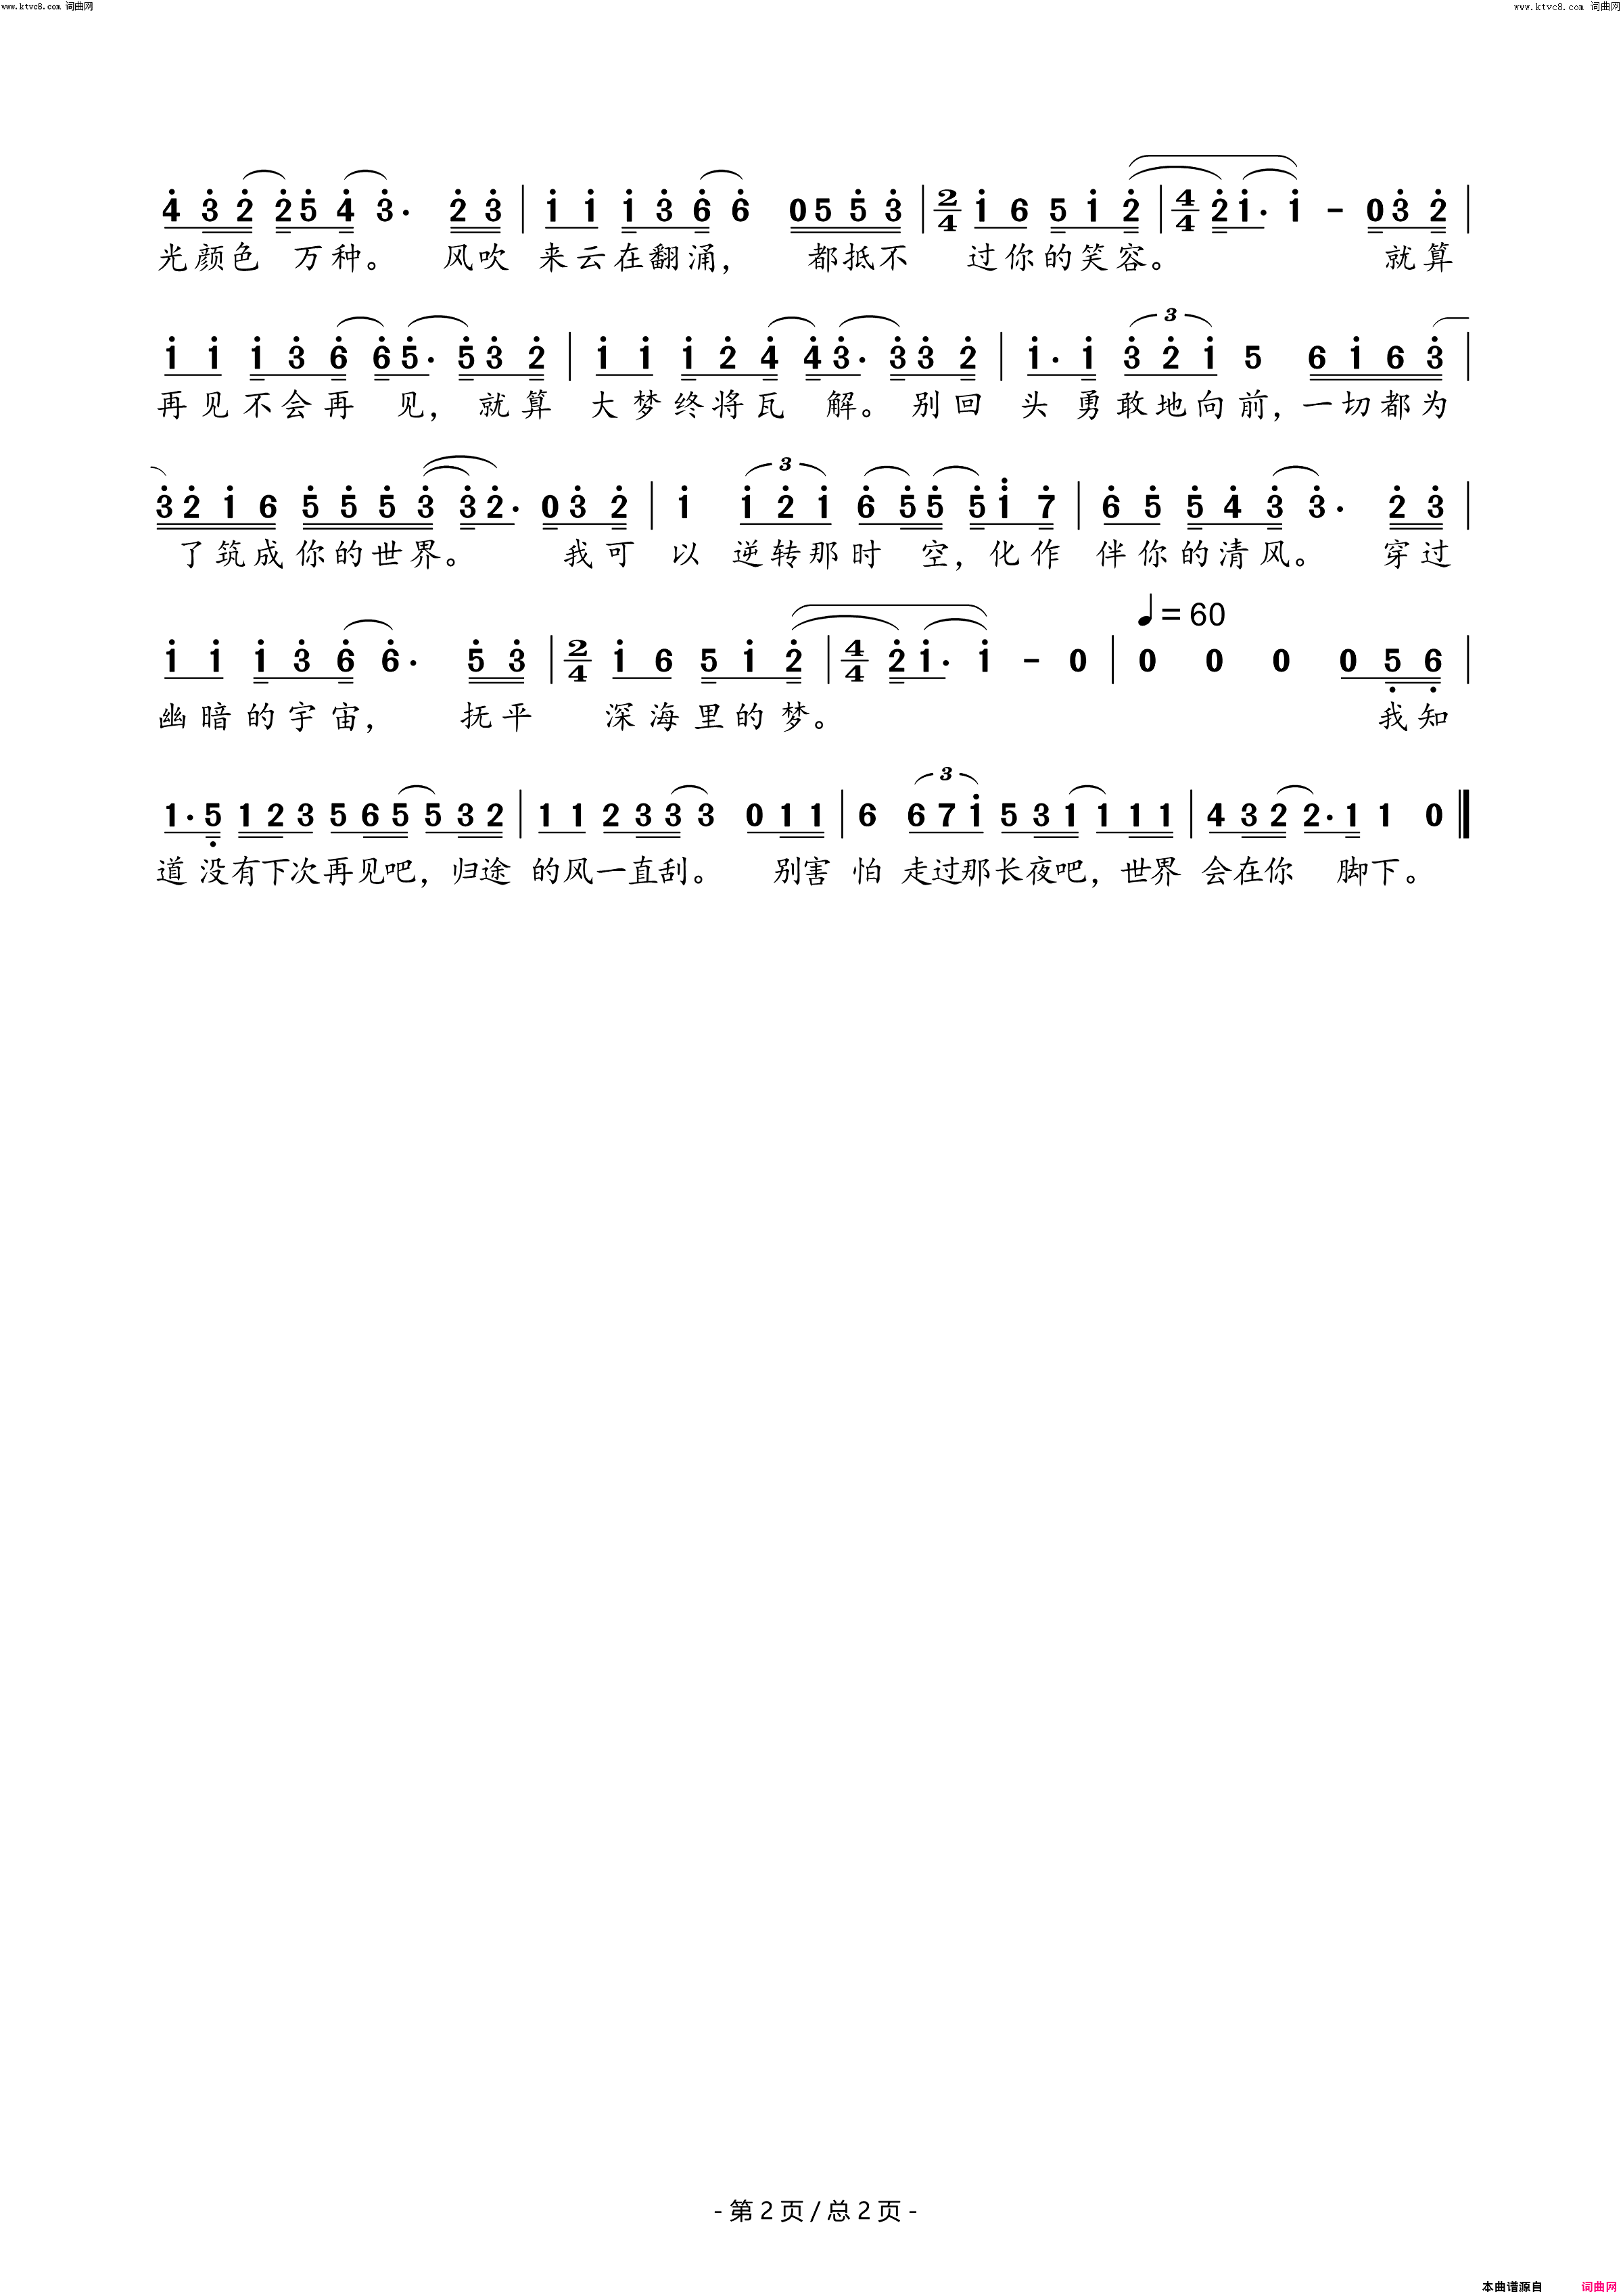 www.ktvc8.com 词曲网
www.ktvc8.com 词曲网
4 3 2 2 5 4 3. 2 3 | 1 1 1 3 6 6 0 5 5 3 | 2/4 1 6 5 1 2 | 4/4 2 1. 1 - 0 3 2 |
光颜色 万种。 风吹 来云在翻涌, 都抵不 过你的笑容。 就算
3
1 1 1 3 6 6 5. 5 3 2 | 1 1 1 2 4 4 3. 3 3 2 | 1. 1 3 2 1 5 6 1 6 3 |
再见不会再 见, 就算 大梦终将瓦 解。 别回 头勇敢地向前, 一切都为
3
3 2 1 6 5 5 5 3 3 2. 0 3 2 | 1 1 2 1 6 5 5 5 1 7 | 6 5 5 4 3 3. 2 3 |
了筑成你的世界。 我可 以 逆转那时 空, 化作 伴你的清风。 穿过
♩=60
1 1 1 3 6 6. 5 3 | 2/4 1 6 5 1 2 | 4/4 2 1. 1 - 0 | 0 0 0 0 5 6 |
幽暗的宇宙, 抚平 深海里的梦。 我知
3
1. 5 1 2 3 5 6 5 5 3 2 | 1 1 2 3 3 3 0 1 1 | 6 6 7 1 5 3 1 1 1 1 | 4 3 2 2. 1 1 0 ‖
道 没有下次再见吧, 归途 的风一直刮。 别害 怕 走过那长夜吧, 世界 会在你 脚下。
- 第 2 页 / 总 2 页 -
本曲谱源自 词曲网